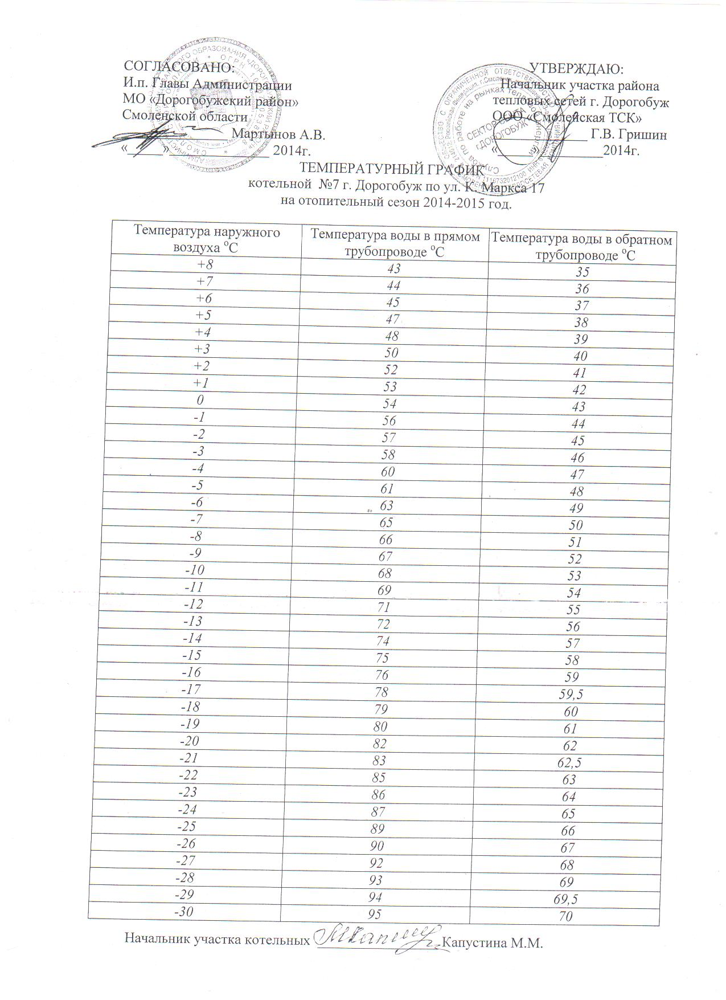 СОГЛАСОВАНО:
И.п. Главы Администрации
МО «Дорогобужский район»
Смоленской области
_______________ Мартынов А.В.
«_____»______________ 2014г.
УТВЕРЖДАЮ:
Начальник участка района
тепловых сетей г. Дорогобуж
ООО «Смоленская ТСК»
_____________ Г.В. Гришин
«_____»_________2014г.
СЕКТОР СБЫТА
г.ДОРОГОБУЖ
ТЕМПЕРАТУРНЫЙ ГРАФИК
котельной №7 г. Дорогобуж по ул. К. Маркса 17
на отопительный сезон 2014-2015 год.
Температура наружного воздуха °С Температура воды в прямом трубопроводе °С Температура воды в обратном трубопроводе °С
+8 43 35
+7 44 36
+6 45 37
+5 47 38
+4 48 39
+3 50 40
+2 52 41
+1 53 42
0 54 43
-1 56 44
-2 57 45
-3 58 46
-4 60 47
-5 61 48
-6 63 49
-7 65 50
-8 66 51
-9 67 52
-10 68 53
-11 69 54
-12 71 55
-13 72 56
-14 74 57
-15 75 58
-16 76 59
-17 78 59,5
-18 79 60
-19 80 61
-20 82 62
-21 83 62,5
-22 85 63
-23 86 64
-24 87 65
-25 89 66
-26 90 67
-27 92 68
-28 93 69
-29 94 69,5
-30 95 70
Начальник участка котельных ________________ Капустина М.М.